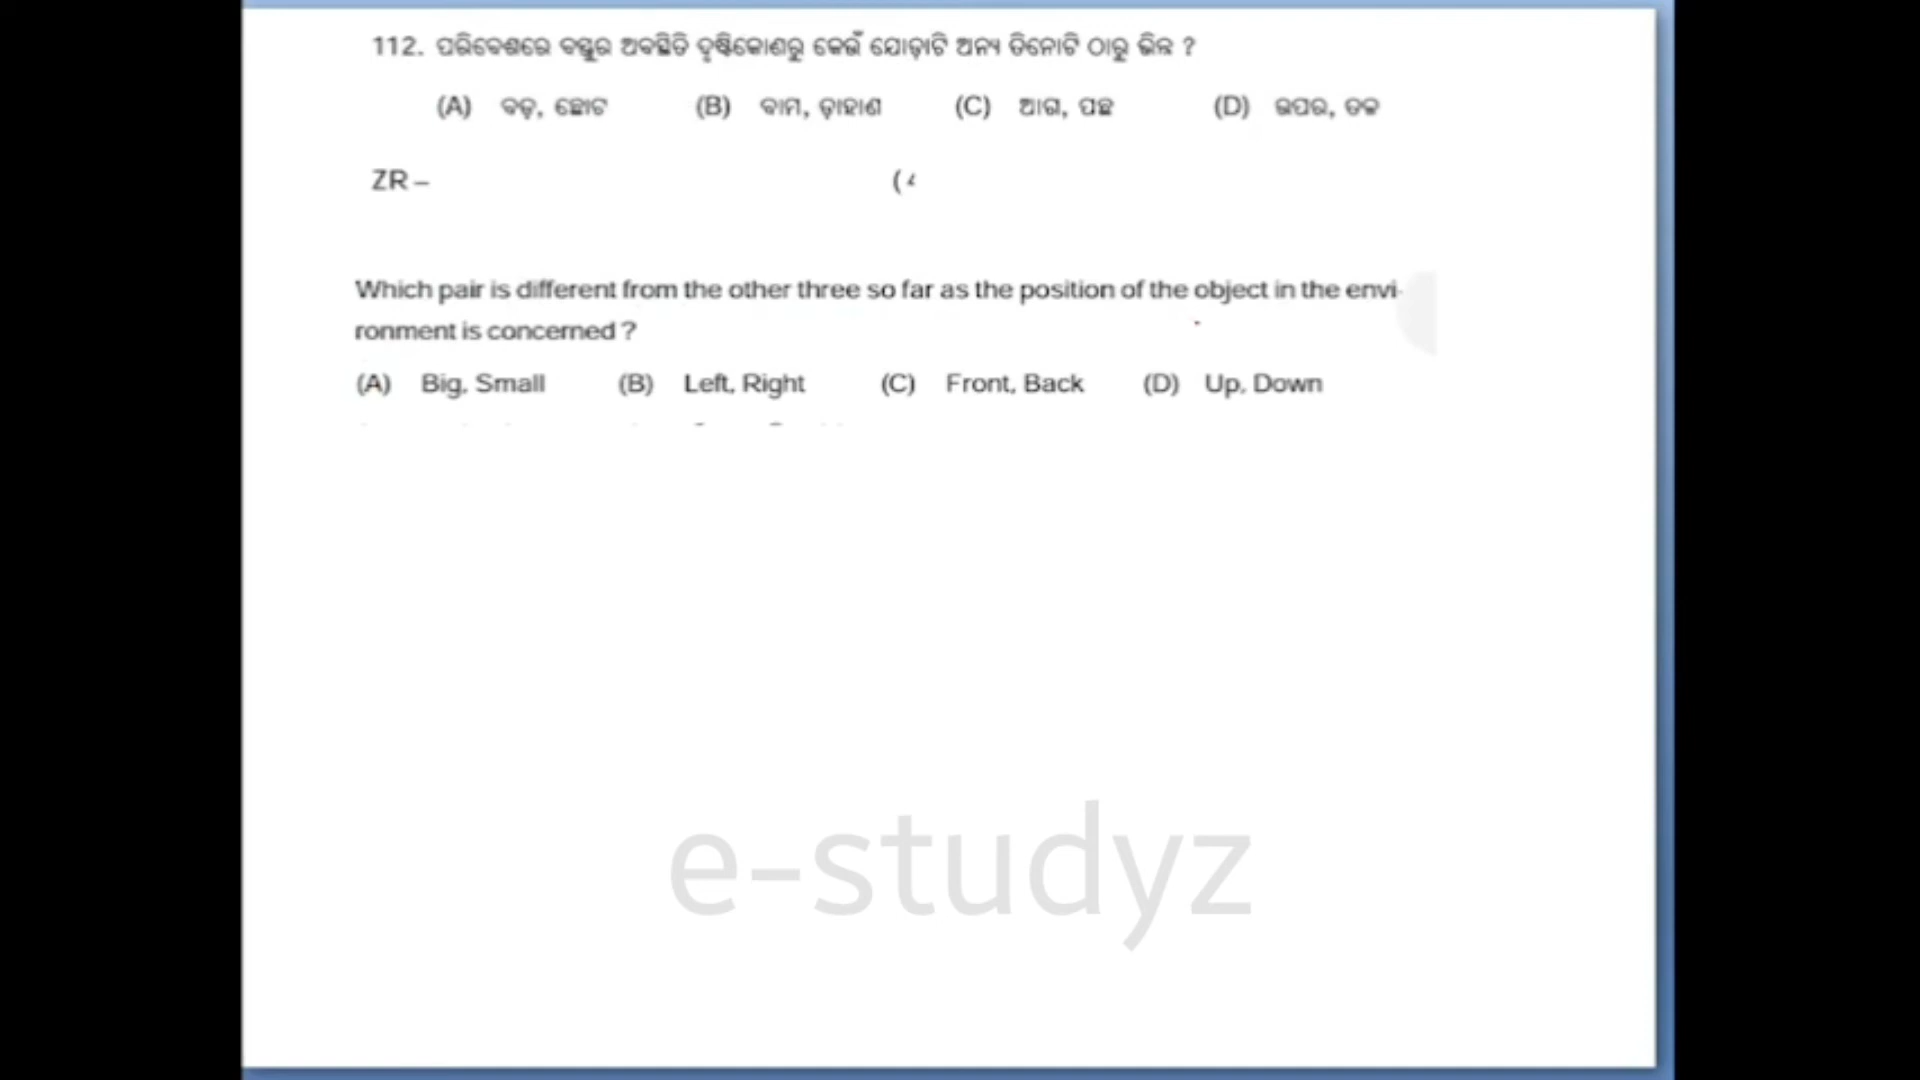 112. ପରିବେଶରେ ବସ୍ତୁର ଅବସ୍ଥିତି ଦୃଷ୍ଟିକୋଣରୁ କେଉଁ ଯୋଡ଼ାଟି ଅନ୍ୟ ତିନୋଟି ଠାରୁ ଭିନ୍ନ ?
(A) ବଡ଼, ଛୋଟ (B) ବାମ, ଡ଼ାହାଣ (C) ଆଗ, ପଛ (D) ଉପର, ତଳ
ZR –
Which pair is different from the other three so far as the position of the object in the envi-
ronment is concerned ?
(A) Big, Small (B) Left, Right (C) Front, Back (D) Up, Down
e-studyz